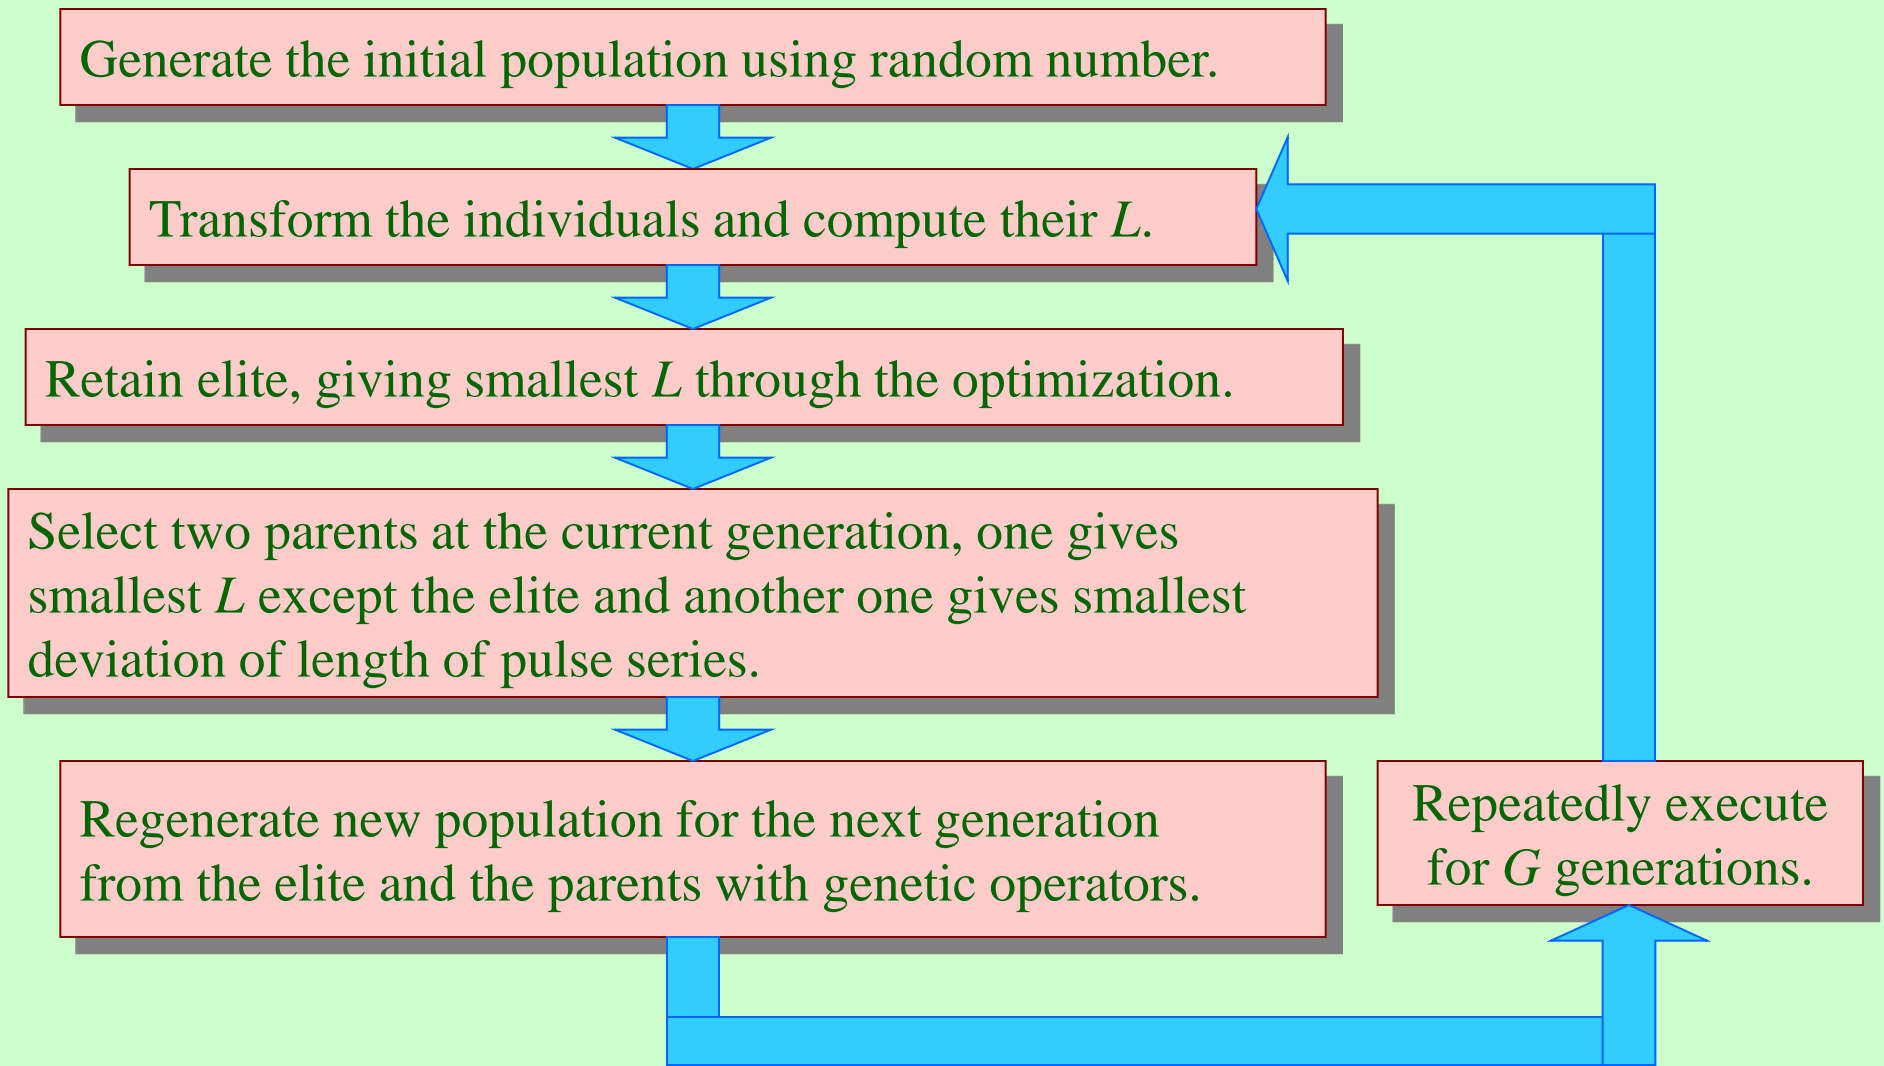 Generate the initial population using random number.
Transform the individuals and compute their L.
Retain elite, giving smallest L through the optimization.
Select two parents at the current generation, one gives
smallest L except the elite and another one gives smallest
deviation of length of pulse series.
Regenerate new population for the next generation
from the elite and the parents with genetic operators.
Repeatedly execute
for G generations.